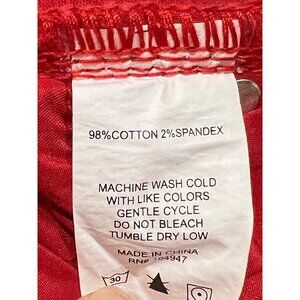 98%COTTON 2%SPANDEX
MACHINE WASH COLD
WITH LIKE COLORS
GENTLE CYCLE
DO NOT BLEACH
TUMBLE DRY LOW
MADE IN CHINA
RN#
30